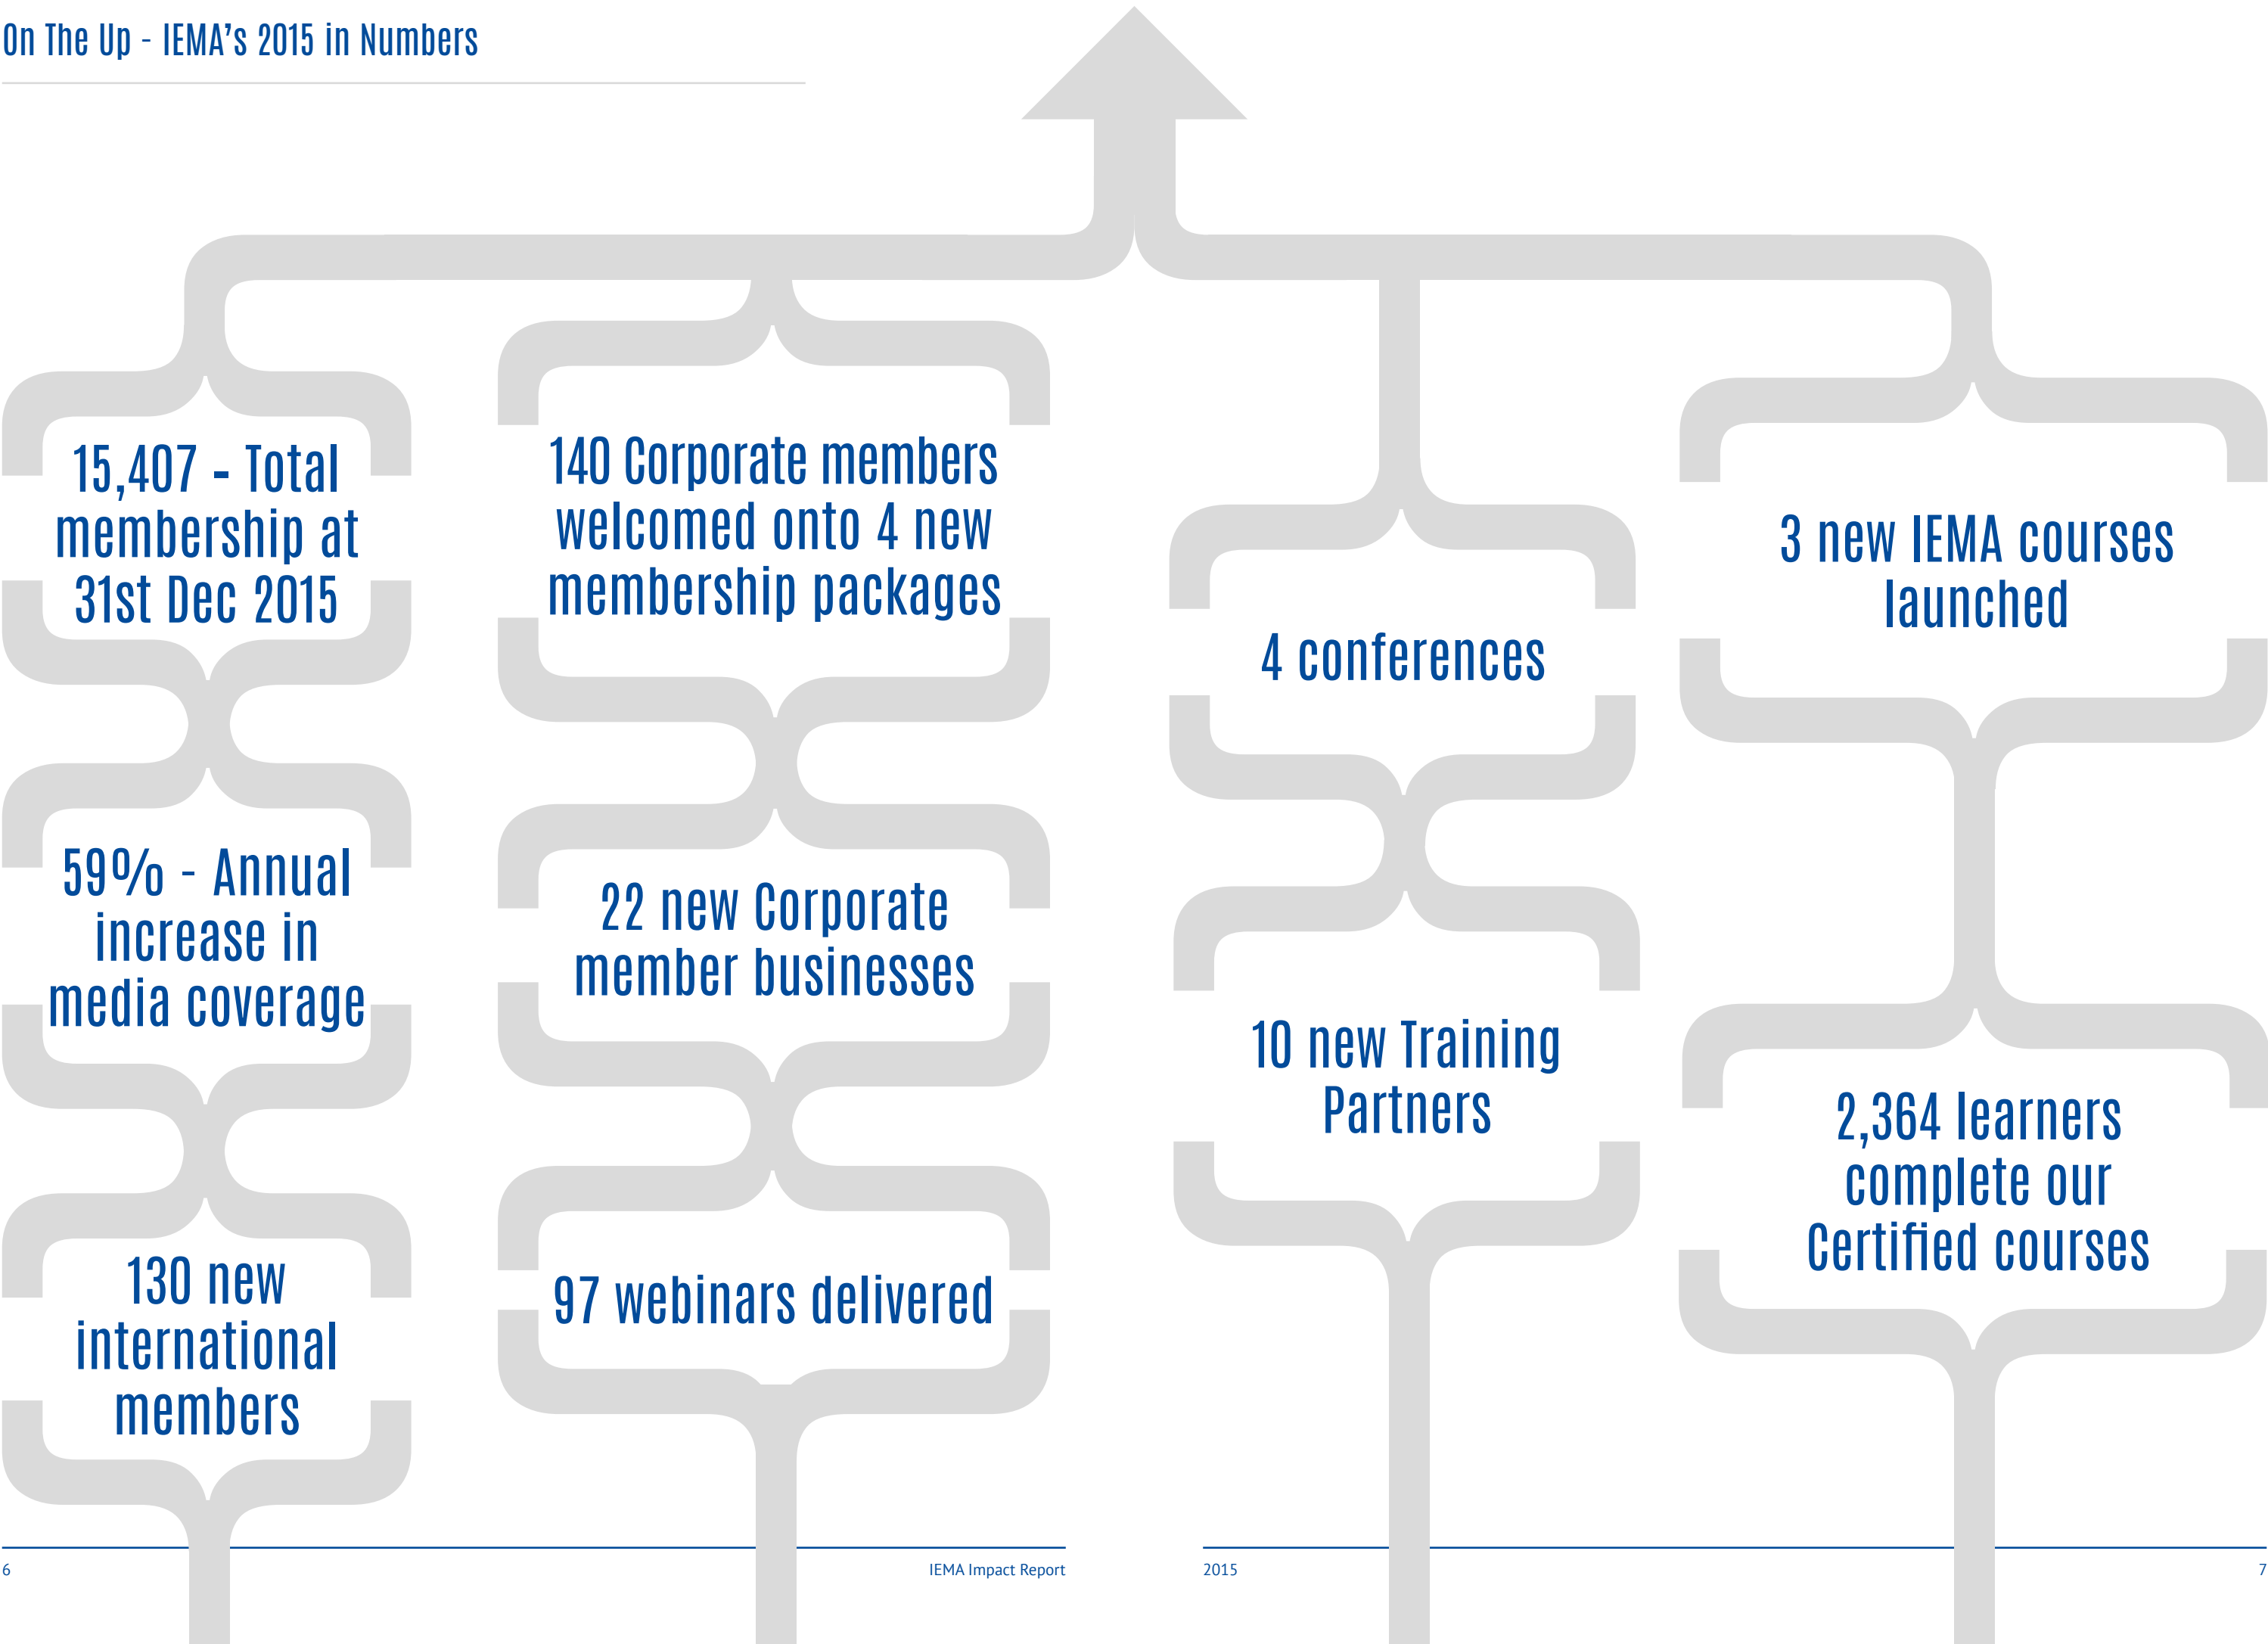 On The Up - IEMA's 2015 in Numbers
15,407 - Total
membership at
31st Dec 2015
59% - Annual
increase in
media coverage
130 new
international
members
140 Corporate members
welcomed onto 4 new
membership packages
22 new Corporate
member businesses
97 webinars delivered
4 conferences
10 new Training
Partners
3 new IEMA courses
launched
2,364 learners
complete our
Certified courses
6
IEMA Impact Report
2015
7